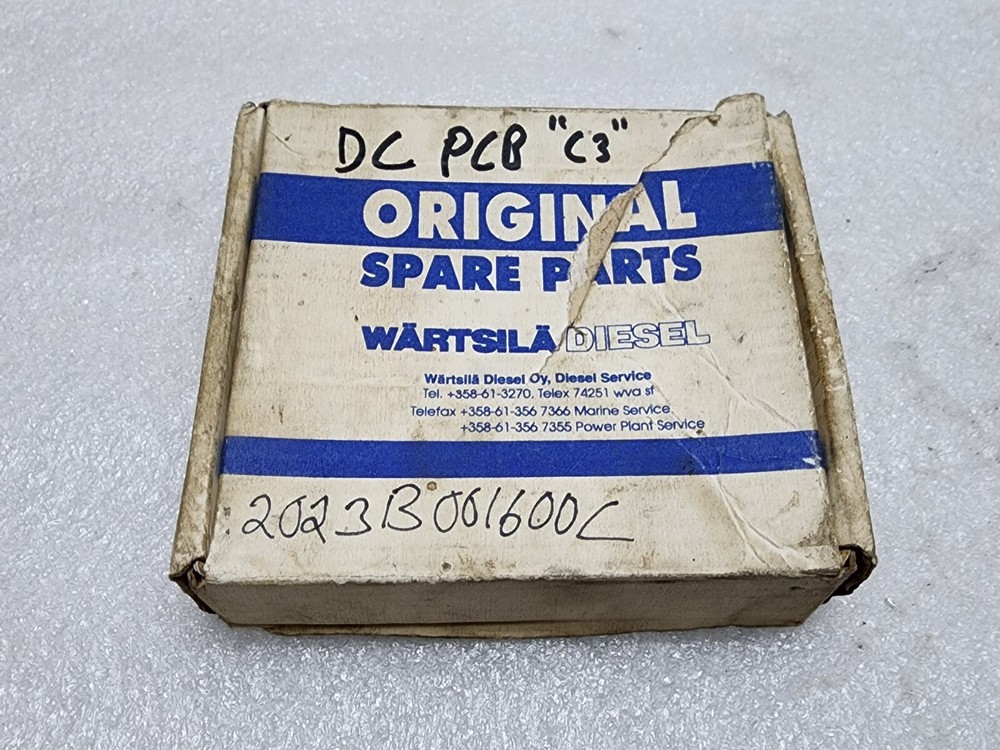 DC PCB "C3"
ORIGINAL
SPARE PARTS
WÄRTSILÄ DIESEL
Wärtsilä Diesel Oy, Diesel Service
Tel. +358-61-3270, Telex 74251 wva sf
Telefax +358-61-356 7366 Marine Service
+358-61-356 7355 Power Plant Service
2023B001600C